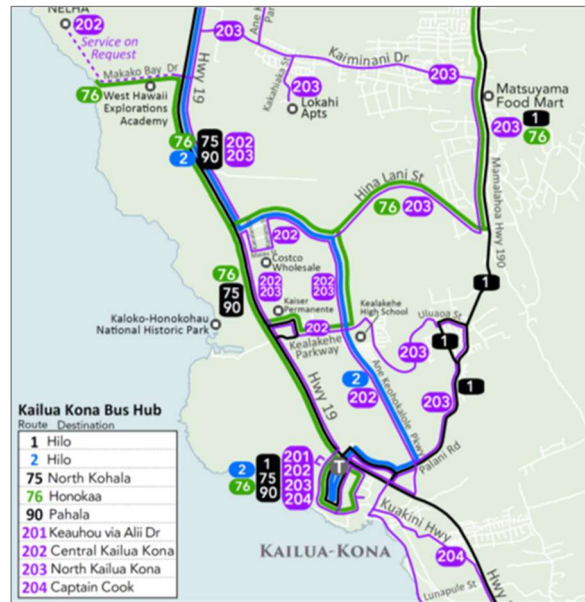 NELHA
202
Service on
Request
Makako Bay Dr
76
West Hawaii
Explorations
Academy
Hwy 19
203
Kaiminani Dr
203
Kakahiaka St
203
Lokahi
Apts
Matsuyama
Food Mart
203
1
76
Mamalahoa Hwy 190
76
2
75
90
202
203
Hina Lani St
76
203
202
Costco
Wholesale
76
75
90
202
203
202
203
Kaiser
Permanente
Kealakehe
High School
Kaloko-Honokohau
National Historic Park
202
Kealakehe
Parkway
Uluaoa St
1
1
1
203
203
Hwy 19
2
202
Ane Keohokalole Pkwy
Palani Rd
Kailua Kona Bus Hub
Route Destination
1 Hilo
2 Hilo
75 North Kohala
76 Honokaa
90 Pahala
201 Keauhou via Alii Dr
202 Central Kailua Kona
203 North Kailua Kona
204 Captain Cook
2
76
1
75
90
201
202
203
204
T
KAILUA-KONA
Kuakini Hwy
204
Lunapule St
Hwy